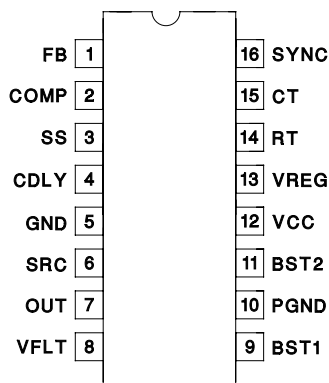 FB 1 16 SYNC
COMP 2 15 CT
SS 3 14 RT
CDLY 4 13 VREG
GND 5 12 VCC
SRC 6 11 BST2
OUT 7 10 PGND
VFLT 8 9 BST1